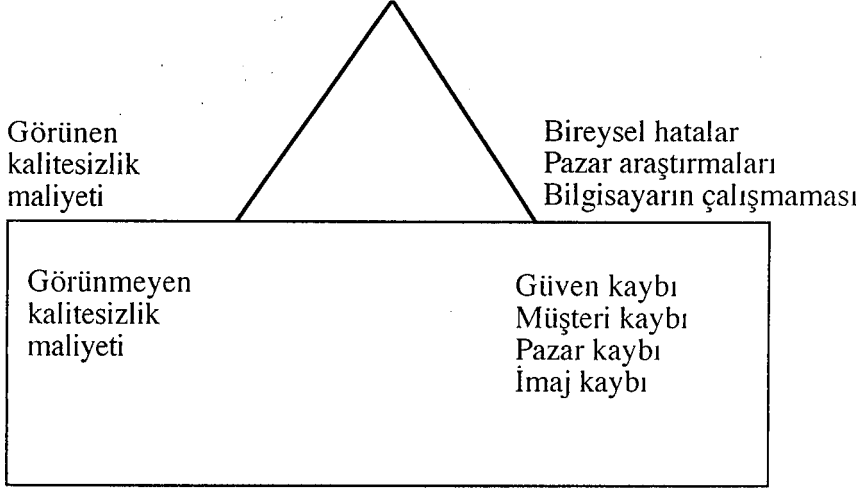 Görünen
kalitesizlik
maliyeti
Bireysel hatalar
Pazar araştırmaları
Bilgisayarın çalışmaması
Görünmeyen
kalitesizlik
maliyeti
Güven kaybı
Müşteri kaybı
Pazar kaybı
İmaj kaybı